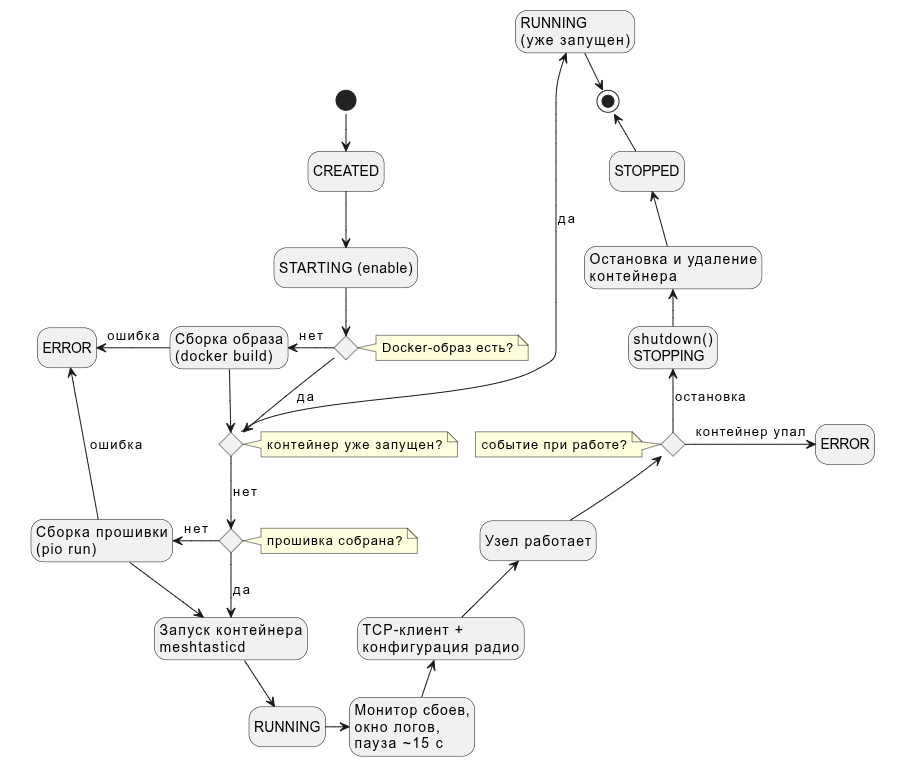 RUNNING
(уже запущен)
CREATED
STOPPED
да
STARTING (enable)
Остановка и удаление
контейнера
ошибка
нет
ERROR
Сборка образа
(docker build)
Docker-образ есть?
shutdown()
STOPPING
да
остановка
ошибка
контейнер уже запущен?
событие при работе?
контейнер упал
ERROR
нет
Сборка прошивки
(pio run)
нет
прошивка собрана?
Узел работает
да
Запуск контейнера
meshtasticd
TCP-клиент +
конфигурация радио
RUNNING
Монитор сбоев,
окно логов,
пауза ~15 с